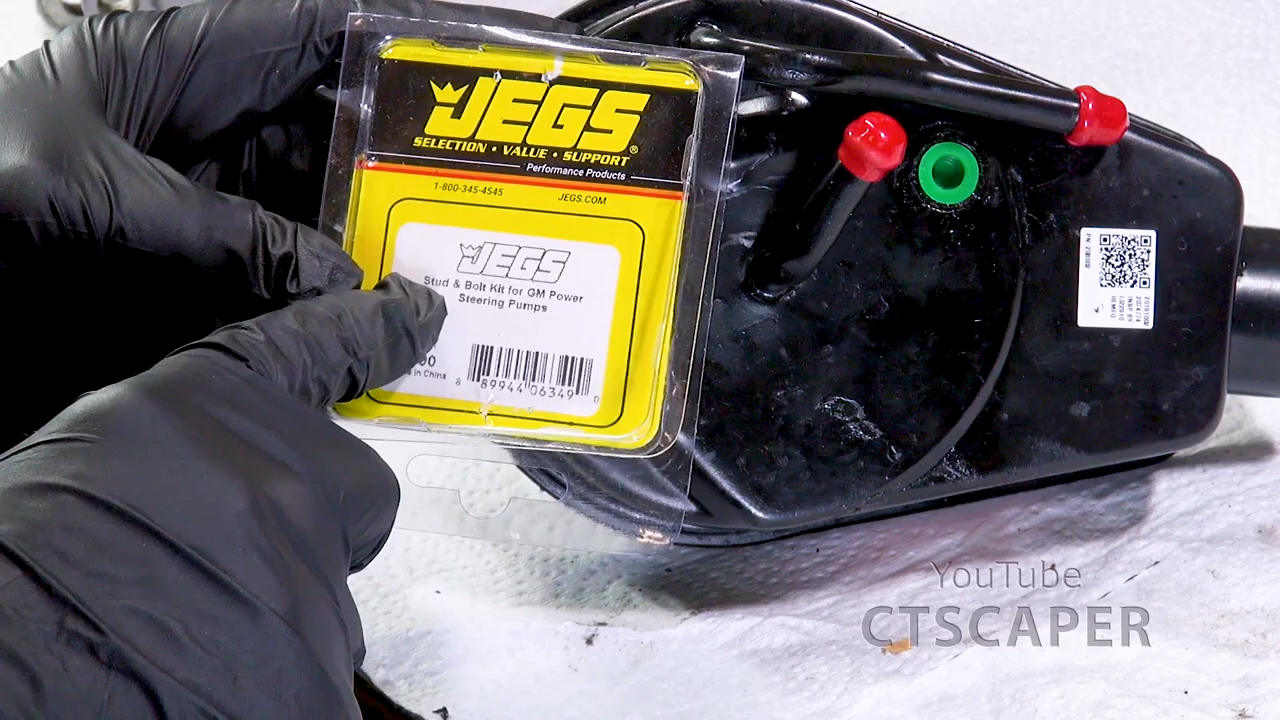 JEGS®
SELECTION • VALUE • SUPPORT
Performance Products
1-800-345-4545 JEGS.COM
JEGS
Stud & Bolt Kit for GM Power
Steering Pumps
in China
8 89944 06349 0
YouTube
CTSCAPER